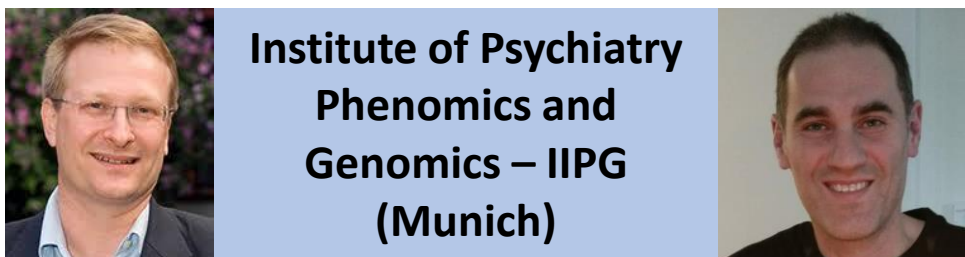 Institute of Psychiatry
Phenomics and
Genomics – IIPG
(Munich)